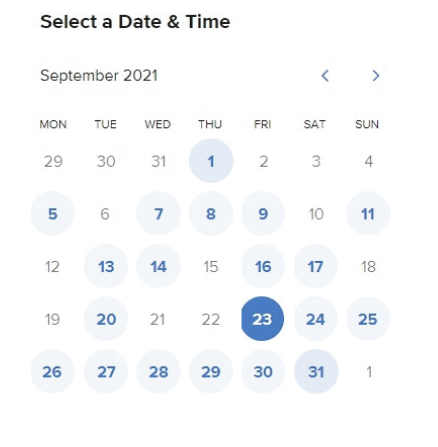 Select a Date & Time
September 2021
MON TUE WED THU FRI SAT SUN
29 30 31 1 2 3 4
5 6 7 8 9 10 11
12 13 14 15 16 17 18
19 20 21 22 23 24 25
26 27 28 29 30 31 1